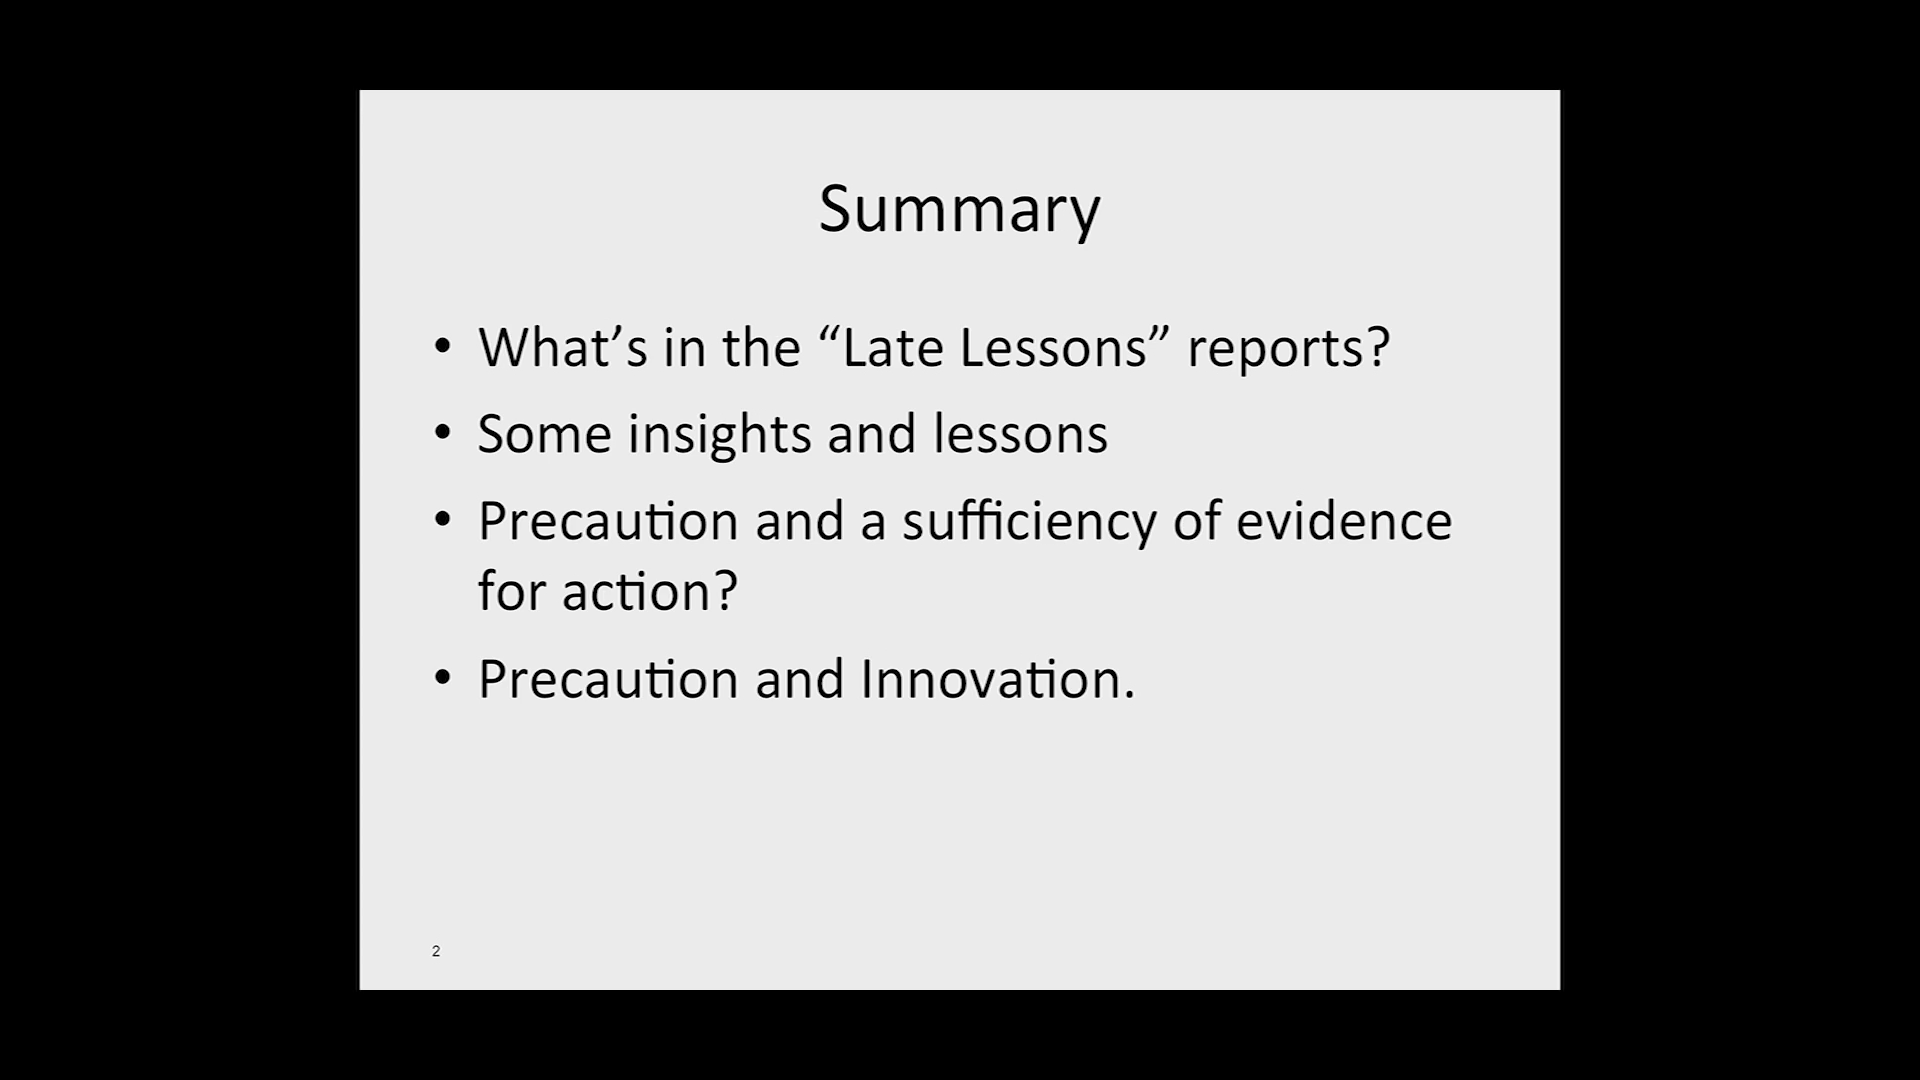 Summary
• What’s in the “Late Lessons” reports?
• Some insights and lessons
• Precaution and a sufficiency of evidence
for action?
• Precaution and Innovation.
2